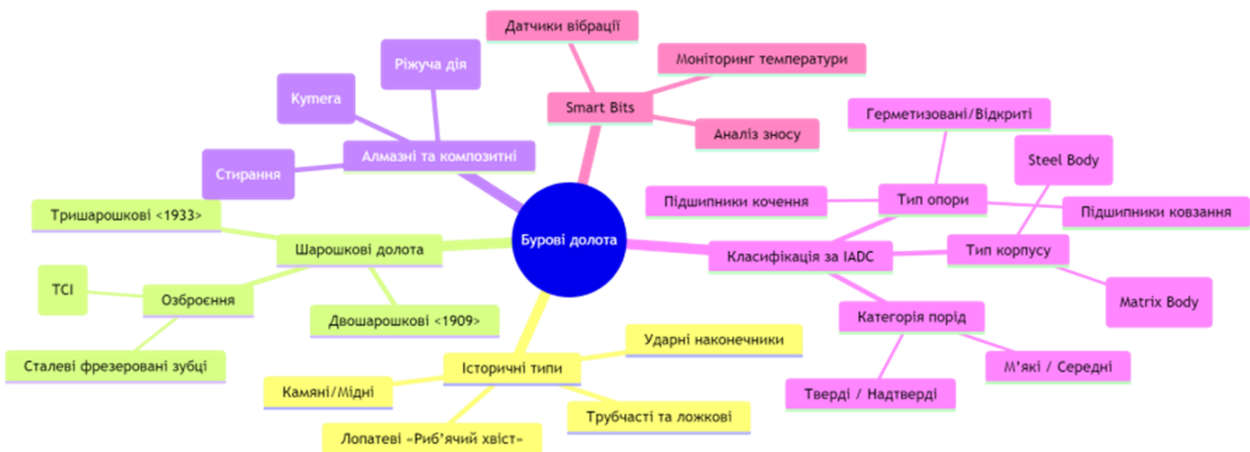 Датчики вібрації
Ріжуча дія
Моніторинг температури
Kymera
Smart Bits
Герметизовані/Відкриті
Аналіз зносу
Алмазні та композитні
Steel Body
Стирання
Підшипники кочення
Тип опори
Тришарошкові <1933>
Підшипники ковзання
Бурові долота
Шарошкові долота
Класифікація за IADC
Тип корпусу
TCI
Озброєння
Matrix Body
Двошарошкові <1909>
Категорія порід
Ударні наконечники
Сталеві фрезеровані зубці
Історичні типи
М'які / Середні
Камяні/Мідні
Тверді / Надтверді
Трубчасті та ложкові
Лопатеві «Риб'ячий хвіст»